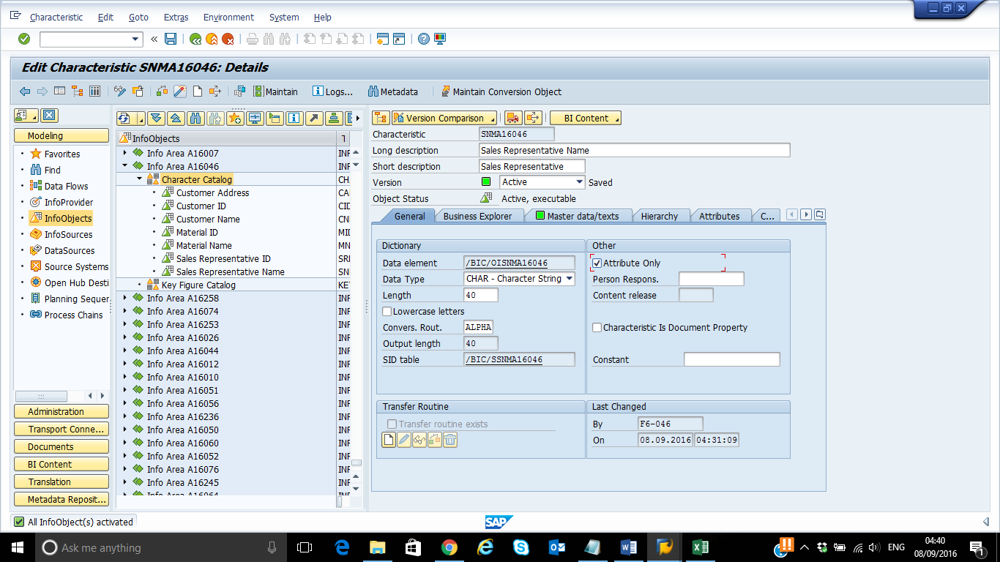 Characteristic Edit Goto Extras Environment System Help
Edit Characteristic SNMA16046: Details
Maintain Logs... Metadata Maintain Conversion Object
Modeling
Favorites
Find
Data Flows
InfoProvider
InfoObjects
InfoSources
DataSources
Source Systems
Open Hub Desti
Planning Sequer
Process Chains
Administration
Transport Conne...
Documents
BI Content
Translation
Metadata Reposit...
InfoObjects
Info Area A16007 INF
Info Area A16046 INF
Character Catalog CHA
Customer Address CAI
Customer ID CID
Customer Name CN
Material ID MID
Material Name MN
Sales Representative ID SRI
Sales Representative Name SN
Key Figure Catalog KE
Info Area A16258 INF
Info Area A16074 INF
Info Area A16253 INF
Info Area A16026 INF
Info Area A16044 INF
Info Area A16012 INF
Info Area A16010 INF
Info Area A16051 INF
Info Area A16056 INF
Info Area A16236 INF
Info Area A16050 INF
Info Area A16060 INF
Info Area A16052 INF
Info Area A16076 INF
Info Area A16245 INF
Info Area A16064 INF
Version Comparison BI Content
Characteristic SNMA16046
Long description Sales Representative Name
Short description Sales Representative
Version Active Saved
Object Status Active, executable
General Business Explorer Master data/texts Hierarchy Attributes C...
Dictionary
Data element /BIC/OISNMA16046
Data Type CHAR - Character String
Length 40
Lowercase letters
Convers. Rout. ALPHA
Output length 40
SID table /BIC/SSNMA16046
Other
Attribute Only
Person Respons.
Content release
Characteristic Is Document Property
Constant
Transfer Routine
Transfer routine exists
Last Changed
By F6-046
On 08.09.2016 04:31:09
All InfoObject(s) activated
SAP
Ask me anything
ENG
04:40
08/09/2016
1